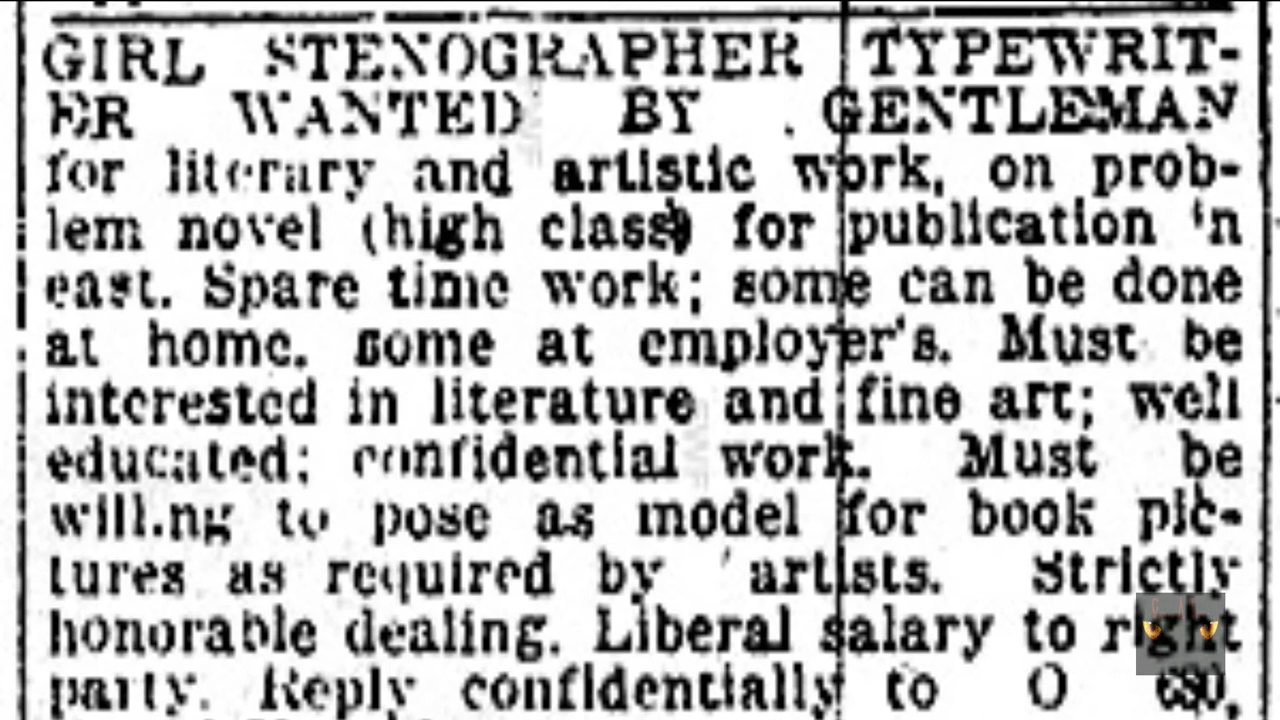 GIRL STENOGRAPHER TYPEWRIT-
ER WANTED BY GENTLEMAN
for literary and artistic work, on prob-
lem novel (high class) for publication in
east. Spare time work; some can be done
at home, some at employer's. Must be
interested in literature and fine art; well
educated; confidential work. Must be
willing to pose as model for book pic-
tures as required by artists. Strictly
honorable dealing. Liberal salary to right
party. Reply confidentially to O